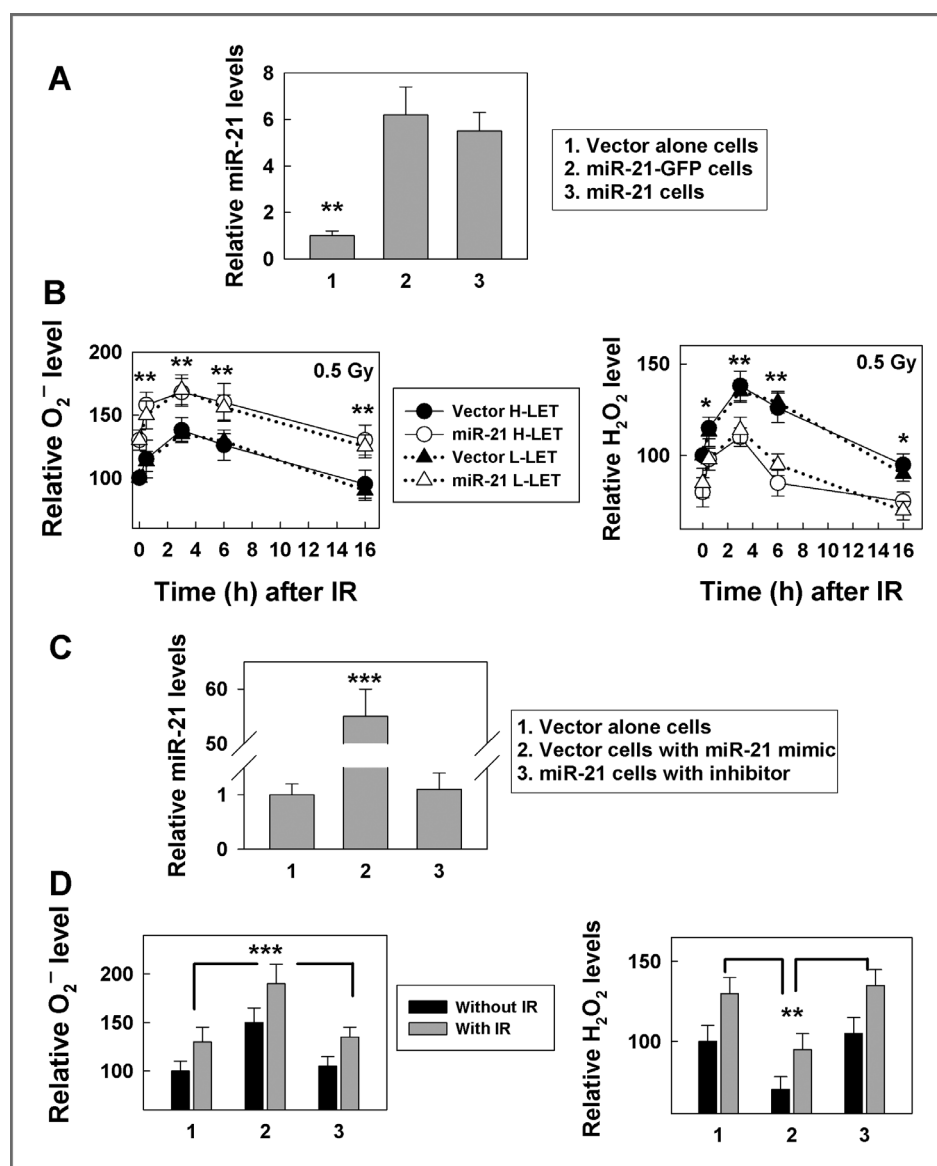 A
Relative miR-21 levels
8
6
4
2
0
**
1 2 3
1. Vector alone cells
2. miR-21-GFP cells
3. miR-21 cells
B
Relative O₂⁻ level
200
150
100
** ** ** **
0.5 Gy
0 2 4 6 8 10 12 14 16
Time (h) after IR
Vector H-LET
miR-21 H-LET
Vector L-LET
miR-21 L-LET
Relative H₂O₂ level
150
100
* ** ** *
0.5 Gy
0 2 4 6 8 10 12 14 16
Time (h) after IR
C
Relative miR-21 levels
60
50
1
0
***
1 2 3
1. Vector alone cells
2. Vector cells with miR-21 mimic
3. miR-21 cells with inhibitor
D
Relative O₂⁻ level
200
150
100
***
1 2 3
Without IR
With IR
Relative H₂O₂ levels
150
100
**
1 2 3